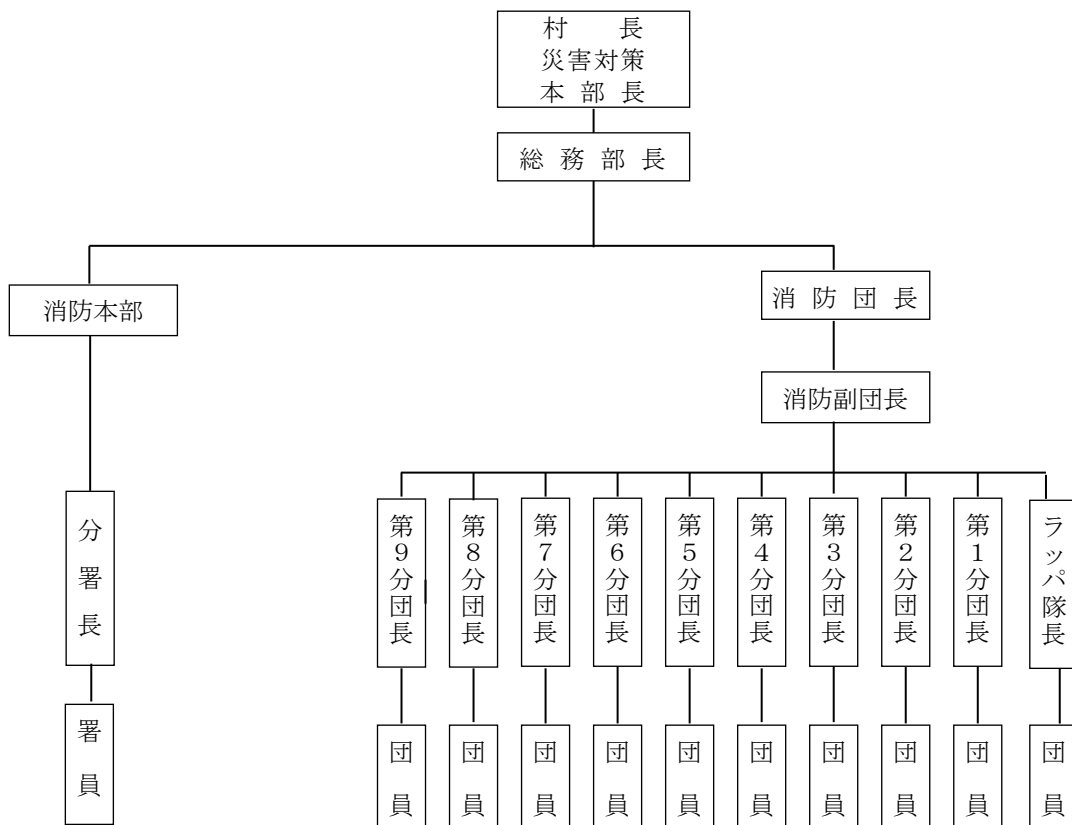 村　　長
災害対策
本 部 長
総 務 部 長
消防本部
消 防 団 長
消防副団長
分署長
第９分団長
第８分団長
第７分団長
第６分団長
第５分団長
第４分団長
第３分団長
第２分団長
第１分団長
ラッパ隊長
署員
団員
団員
団員
団員
団員
団員
団員
団員
団員
団員